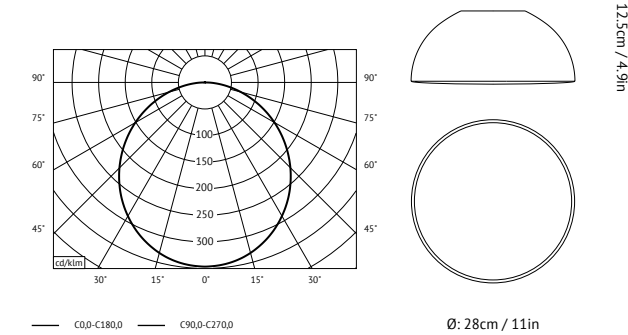 12.5cm / 4.9in
90° 90°
75° 75°
60° 60°
45° 45°
100
150
200
250
300
cd/klm
30° 15° 0° 15° 30°
C0,0-C180,0 C90,0-C270,0
Ø: 28cm / 11in